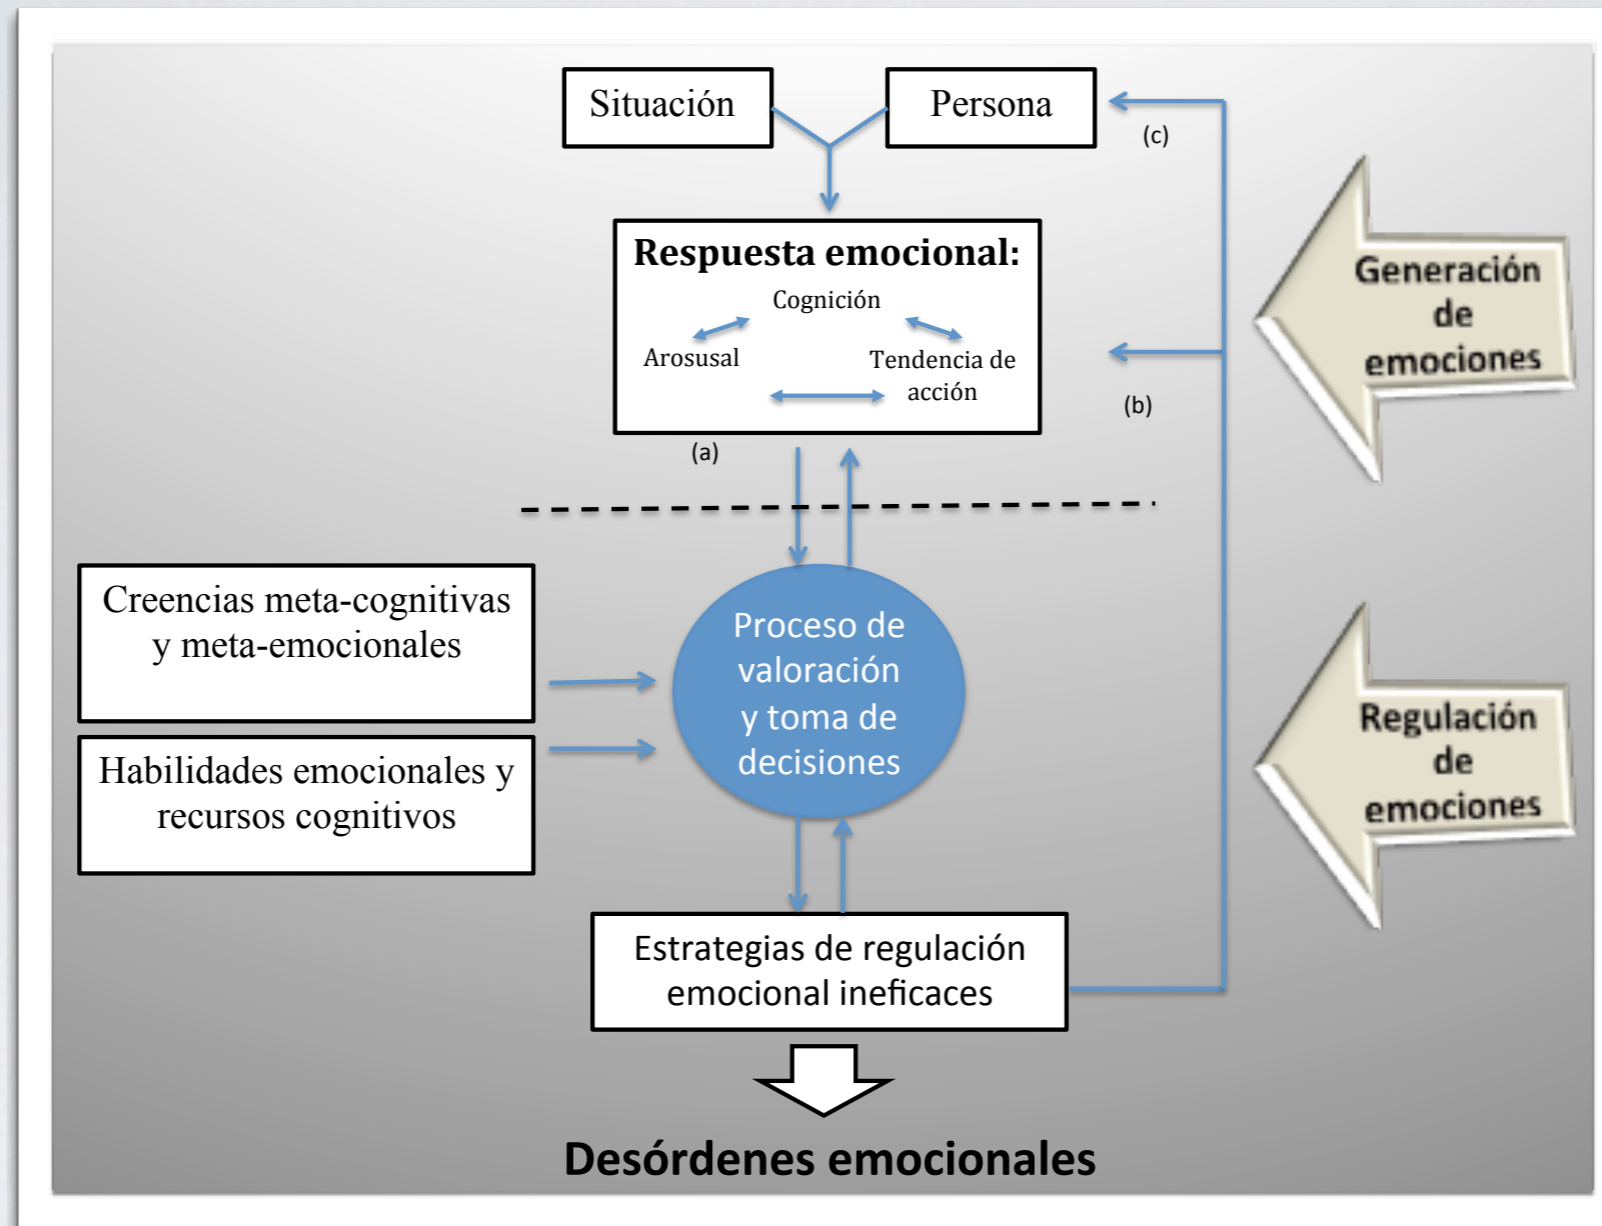 Situación
Persona
(c)
Respuesta emocional:
Cognición
Arosusal
Tendencia de
acción
(b)
(a)
Generación
de
emociones
Creencias meta-cognitivas
y meta-emocionales
Habilidades emocionales y
recursos cognitivos
Proceso de
valoración
y toma de
decisiones
Regulación
de
emociones
Estrategias de regulación
emocional ineficaces
Desórdenes emocionales